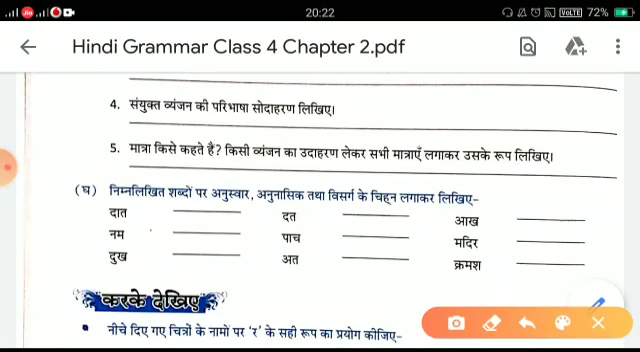 20:22
VoLTE 72%
Hindi Grammar Class 4 Chapter 2.pdf
4. संयुक्त व्यंजन की परिभाषा सोदाहरण लिखिए।
5. मात्रा किसे कहते हैं? किसी व्यंजन का उदाहरण लेकर सभी मात्राएँ लगाकर उसके रूप लिखिए।
(घ) निम्नलिखित शब्दों पर अनुस्वार, अनुनासिक तथा विसर्ग के चिह्न लगाकर लिखिए-
दात दत आख
नम पाच मदिर
दुख अत क्रमश
करके देखिए
नीचे दिए गए चित्रों के नामों पर 'र' के सही रूप का प्रयोग कीजिए-